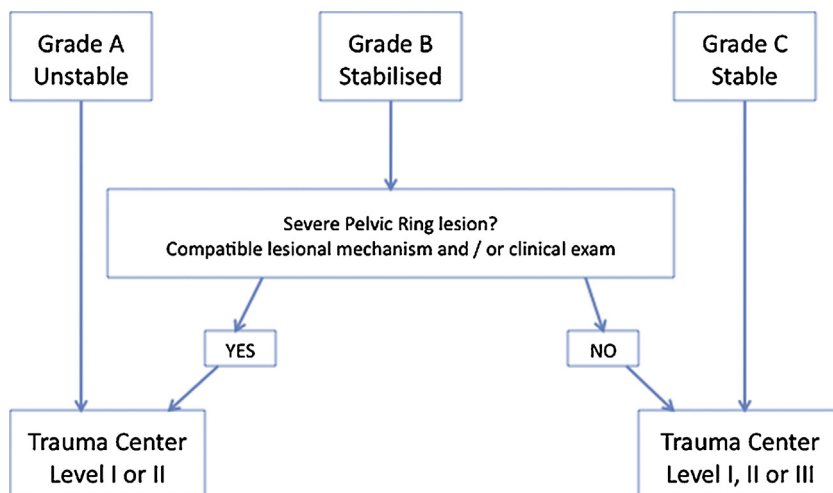 Grade A
Unstable
Grade B
Stabilised
Grade C
Stable
Severe Pelvic Ring lesion?
Compatible lesional mechanism and / or clinical exam
YES
NO
Trauma Center
Level I or II
Trauma Center
Level I, II or III